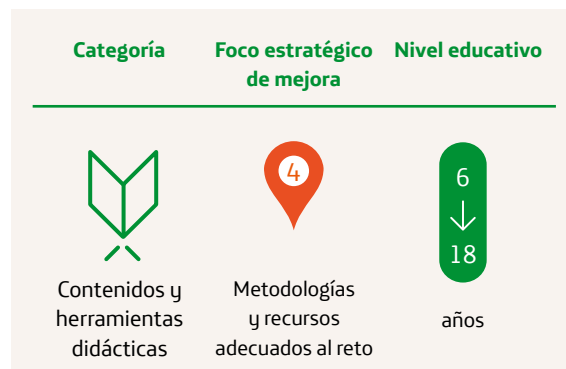 Categoría
Foco estratégico
de mejora
Nivel educativo
4
6
18
Contenidos y
herramientas
didácticas
Metodologías
y recursos
adecuados al reto
años